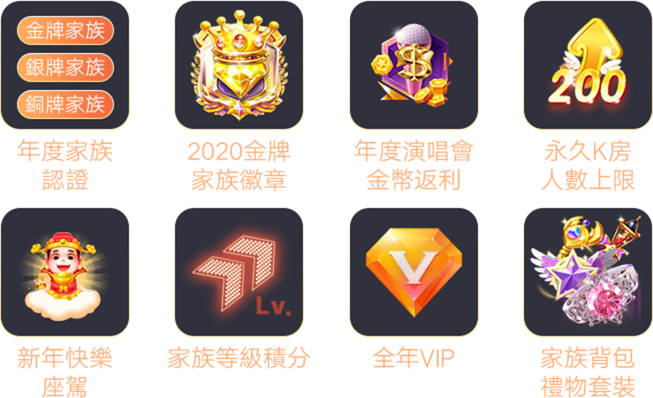 金牌家族
銀牌家族
銅牌家族
年度家族
認證
2020金牌
家族徽章
$
年度演唱會
金幣返利
200
永久K房
人數上限
新年快樂
座駕
Lv.
家族等級積分
V
全年VIP
家族背包
禮物套裝